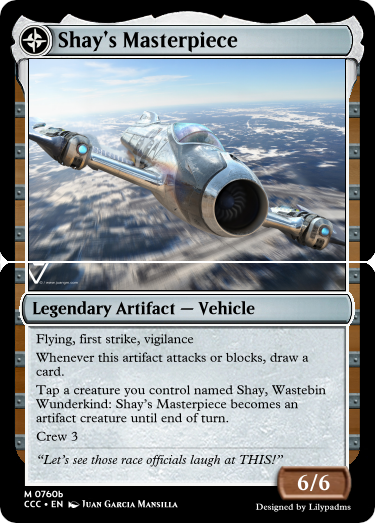 Shay's Masterpiece
Legendary Artifact — Vehicle
Flying, first strike, vigilance
Whenever this artifact attacks or blocks, draw a
card.
Tap a creature you control named Shay, Wastebin
Wunderkind: Shay's Masterpiece becomes an
artifact creature until end of turn.
Crew 3
“Let's see those race officials laugh at THIS!”
6/6
M 0760b
CCC • EN Juan Garcia Mansilla
Designed by Lilypadms